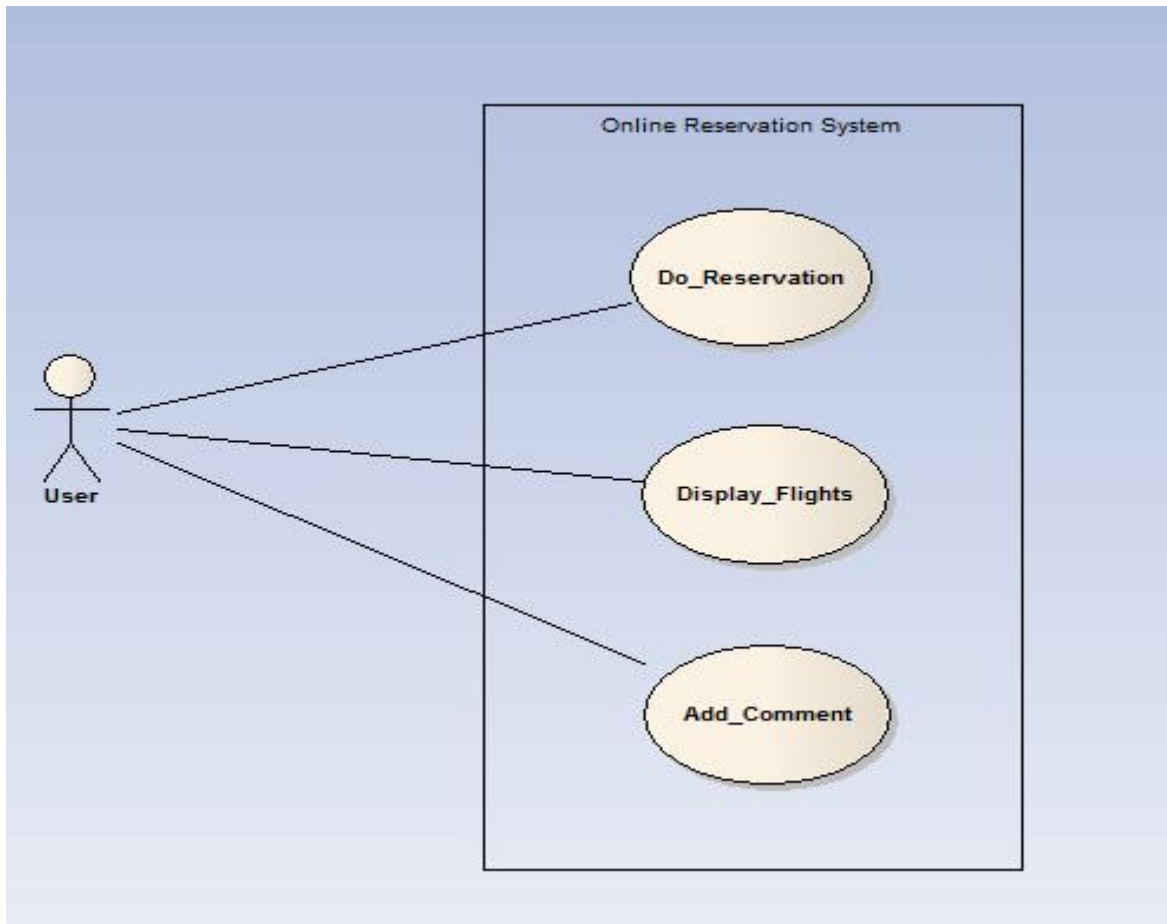 Online Reservation System
Do_Reservation
User
Display_Flights
Add_Comment